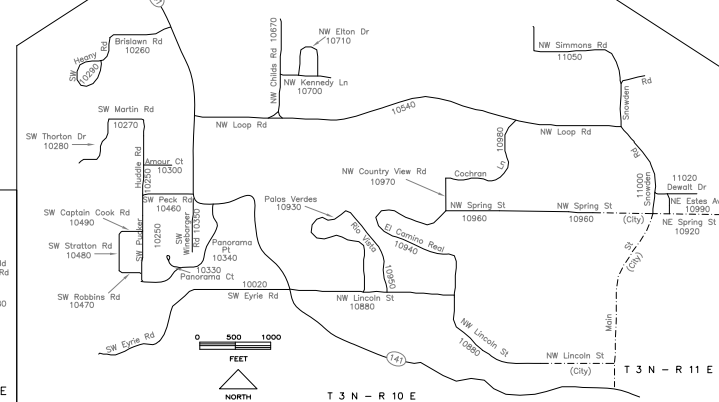 Brislawn Rd
10260
SW Heany Rd
10290
NW Childs Rd 10670
NW Elton Dr
10710
NW Kennedy Ln
10700
NW Simmons Rd
11050
Rd
Snowden
SW Martin Rd
10270
SW Thorton Dr
10280
NW Loop Rd
10540
10980
NW Loop Rd
Rd
Amour Ct
10300
Huddle Rd
10250
NW Country View Rd
10970
Cochran Ln
11000
Snowden
11020
Dewalt Dr
NE Estes Av
10990
SW Peck Rd
10460
SW Captain Cook Rd
10490
Palos Verdes
10930
NW Spring St
10960
NW Spring St
10960
(City)
NE Spring St
10920
SW Pucker
10250
SW Winebarger
Rd 10350
Panorama
Pt
10340
Rio Vista
El Camino Real
10940
SW Stratton Rd
10480
10330
Panorama Ct
10950
St
(City)
SW Robbins Rd
10470
10020
SW Eyrie Rd
NW Lincoln St
10880
Main
SW Eyrie Rd
0 500 1000
FEET
NORTH
141
NW Lincoln St
10880
NW Lincoln St
(City)
T 3 N - R 11 E
T 3 N - R 10 E
E